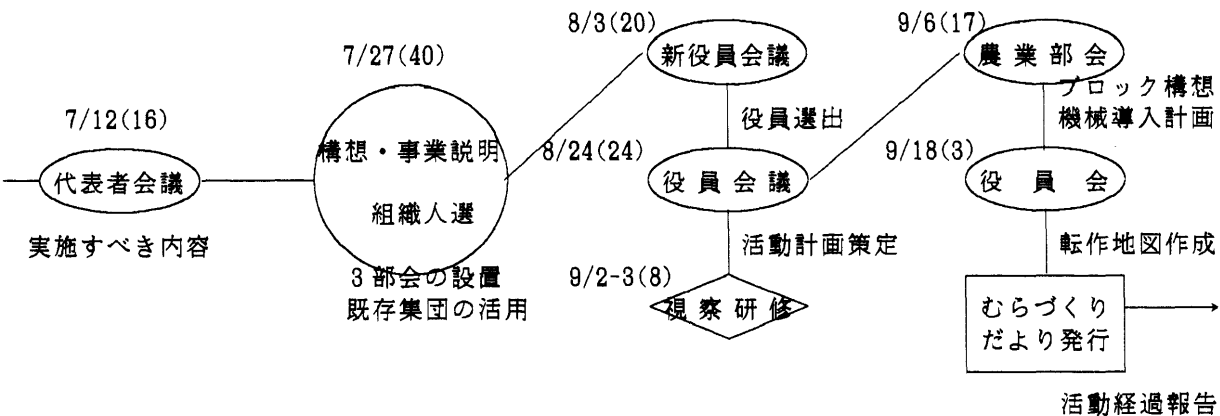 7/12(16)
代表者会議
実施すべき内容
7/27(40)
構想・事業説明
組織人選
3部会の設置
既存集団の活用
8/3(20)
新役員会議
役員選出
8/24(24)
役員会議
活動計画策定
9/2-3(8)
視察研修
9/6(17)
農業部会
ブロック構想
機械導入計画
9/18(3)
役員会
転作地図作成
むらづくり
だより発行
活動経過報告